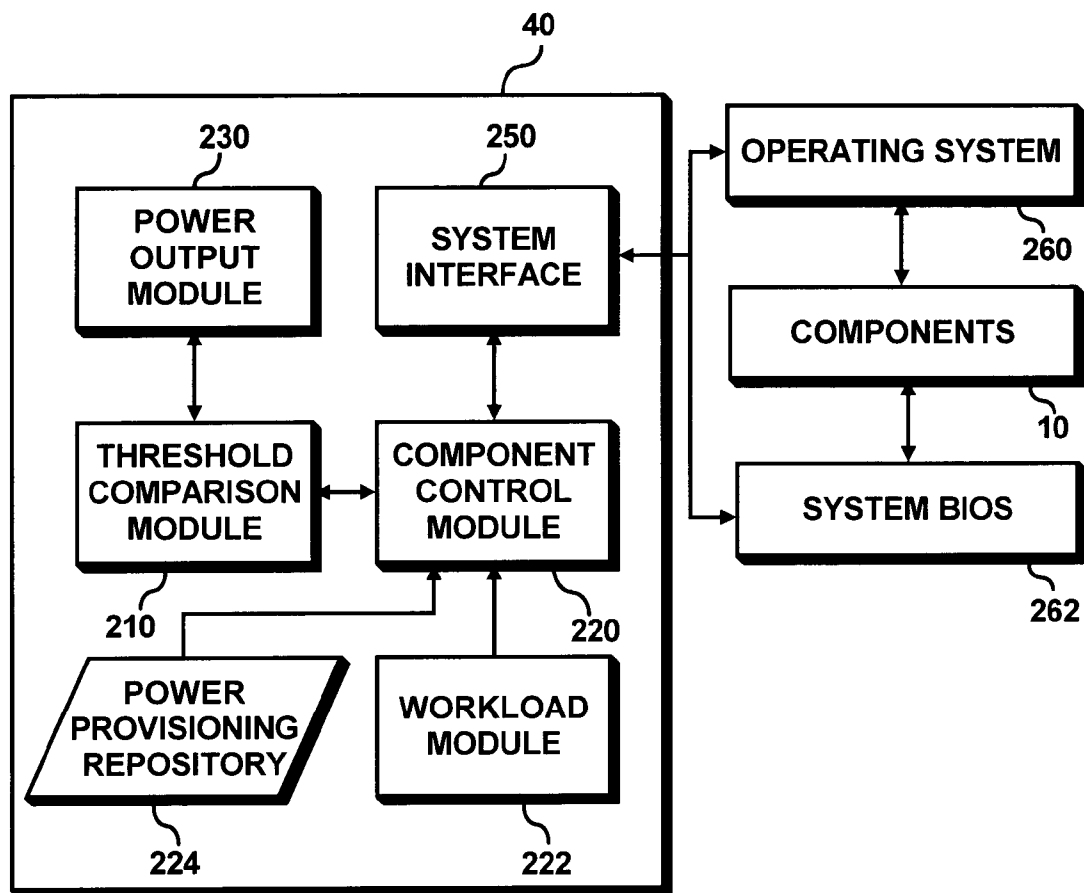 40
230
250
POWER
OUTPUT
MODULE
SYSTEM
INTERFACE
OPERATING SYSTEM
260
COMPONENTS
10
SYSTEM BIOS
262
THRESHOLD
COMPARISON
MODULE
COMPONENT
CONTROL
MODULE
210
220
POWER
PROVISIONING
REPOSITORY
WORKLOAD
MODULE
224
222